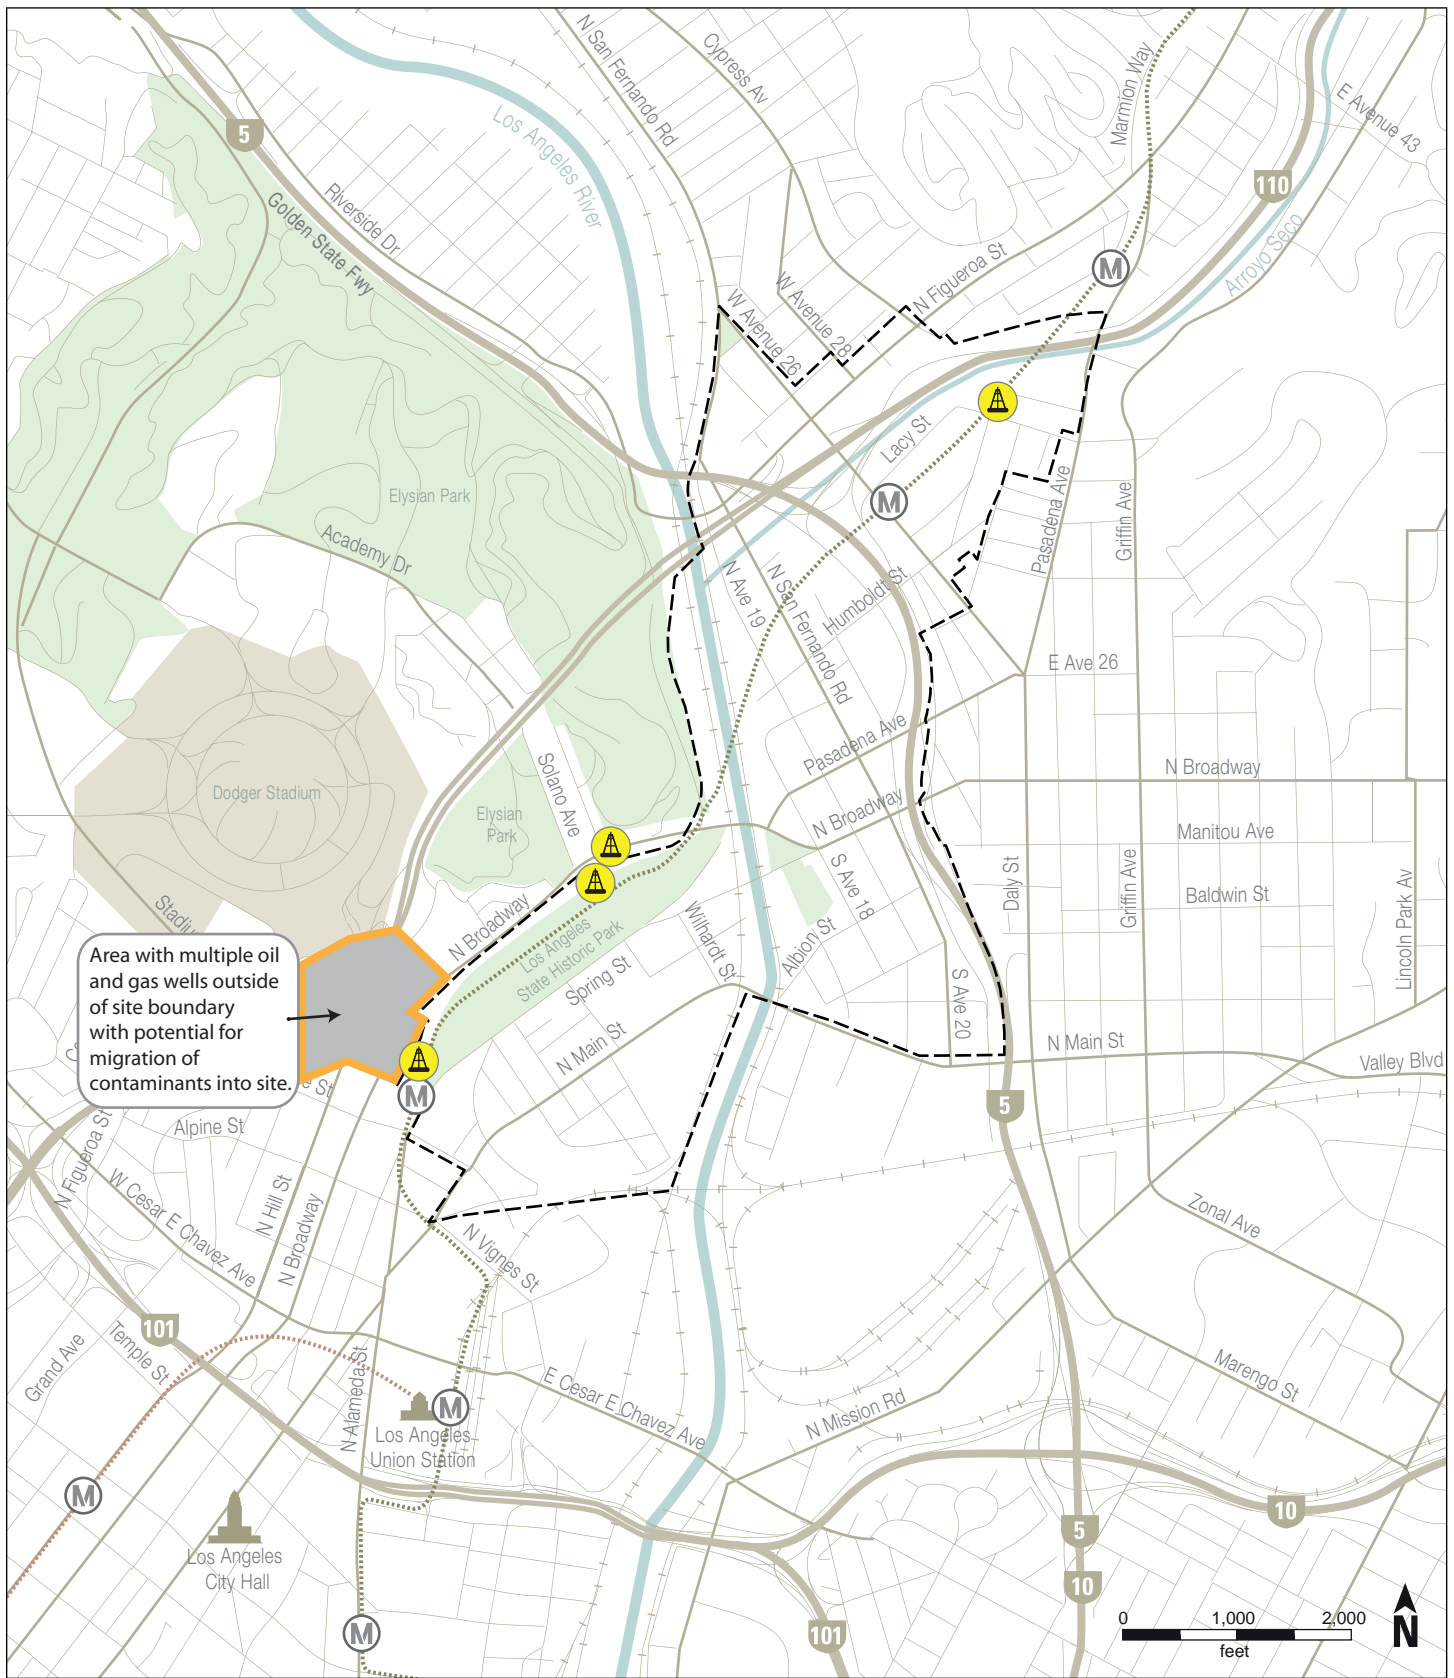 N San Fernando Rd
Cypress Av
Marmion Way
E Avenue 43
5
Los Angeles River
110
Riverside Dr
Golden State Fwy
Arroyo Seco
M
N Figueroa St
W Avenue 28
W Avenue 26
Lacy St
Elysian Park
M
Pasadena Ave
Griffin Ave
Academy Dr
N Ave 19
N San Fernando Rd
Humboldt St
E Ave 26
Pasadena Ave
Solano Ave
N Broadway
Dodger Stadium
Elysian
Park
N Broadway
Manitou Ave
S Ave 18
Daly St
Griffin Ave
Baldwin St
Lincoln Park Av
N Broadway
Wilhardt St
Albion St
Los Angeles
State Historic Park
Spring St
S Ave 20
Area with multiple oil
and gas wells outside
of site boundary
with potential for
migration of
contaminants into site.
N Main St
N Main St
Valley Blvd
M
5
Alpine St
N Figueroa St
W Cesar E Chavez Ave
N Hill St
N Broadway
N Vignes St
Zonal Ave
101
Temple St
Grand Ave
N Alameda St
M
Los Angeles
Union Station
E Cesar E Chavez Ave
N Mission Rd
Marengo St
M
Los Angeles
City Hall
10
5
10
M
101
0 1,000 2,000
feet
N